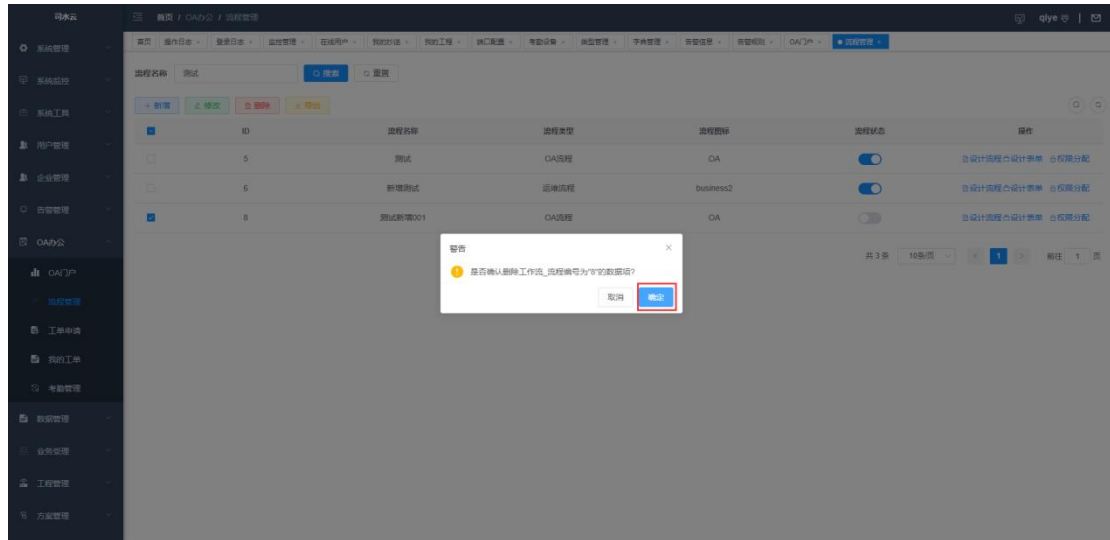 司水云
首页 / OA办公 / 流程管理
qiye
系统管理
系统监控
系统工具
用户管理
企业管理
告警管理
OA办公
OA门户
流程管理
工单申请
我的工单
考勤管理
数据管理
业务受理
工程管理
方案管理
首页 操作日志 × 登录日志 × 监控管理 × 在线用户 × 我的抄送 × 我的工程 × 端口配置 × 考勤设备 × 类型管理 × 字典管理 × 告警信息 × 告警规则 × OA门户 × 流程管理 ×
流程名称 测试 搜索 重置
+ 新增 修改 删除 导出
ID 流程名称 流程类型 流程图标 流程状态 操作
5 测试 OA流程 OA 设计流程 设计表单 权限分配
6 新增测试 运维流程 business2 设计流程 设计表单 权限分配
8 测试新增001 OA流程 OA 设计流程 设计表单 权限分配
共 3 条 10条/页 < 1 > 前往 1 页
警告 ×
是否确认删除工作流_流程编号为"8"的数据项?
取消 确定